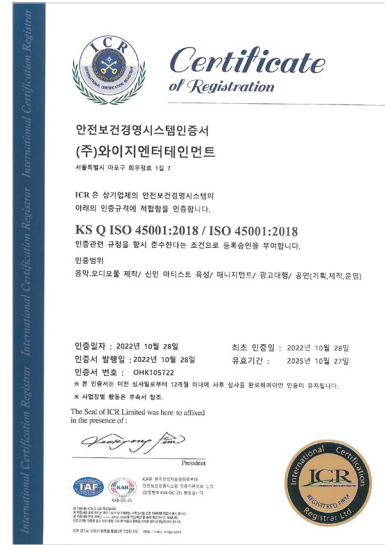 International Certification Registrar International Certification Registrar International Certification Registrar
ICR
Certificate
of Registration
안전보건경영시스템인증서
(주)와이지엔터테인먼트
서울특별시 마포구 희우정로 1길 7
ICR 은 상기업체의 안전보건경영시스템이
아래의 인증규격에 적합함을 인증합니다.
KS Q ISO 45001:2018 / ISO 45001:2018
인증관련 규정을 항시 준수한다는 조건으로 등록승인을 부여합니다.
인증범위
음악,오디오물 제작/ 신인 아티스트 육성/ 매니지먼트/ 광고대행/ 공연(기획,제작,운영)
인증일자 : 2022년 10월 28일 최초 인증일 : 2022년 10월 28일
인증서 발행일 : 2022년 10월 28일 유효기간 : 2025년 10월 27일
인증서 번호 : OHK105722
※ 본 인증서는 이전 심사일로부터 12개월 이내에 사후 심사를 완료하여야만 인증이 유지됩니다.
※ 사업장별 활동은 부속서 참조.
The Seal of ICR Limited was here to affixed
in the presence of :
President
IAF
KAB
KAB-QC-25
International
ICR
REGISTERED FIRM
Registrar Ltd.